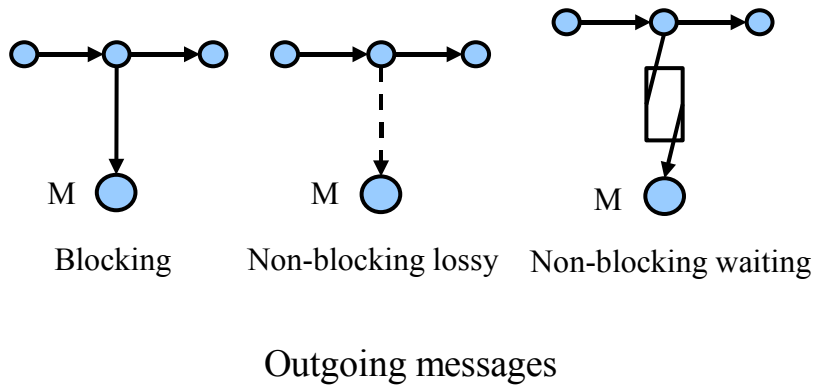 M
M
M
Blocking
Non-blocking lossy
Non-blocking waiting
Outgoing messages